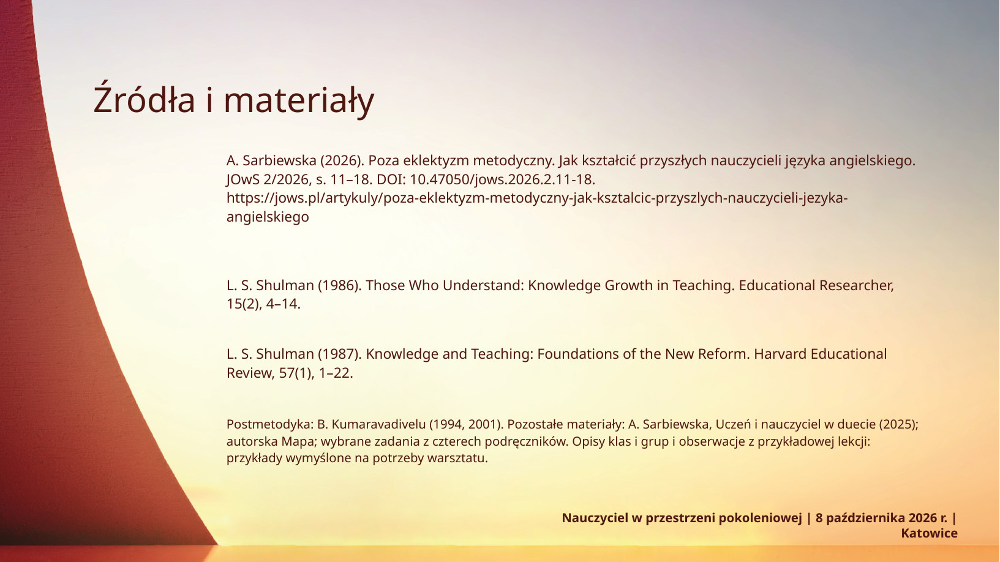 Źródła i materiały
A. Sarbiewska (2026). Poza eklektyzm metodyczny. Jak kształcić przyszłych nauczycieli języka angielskiego.
JOwS 2/2026, s. 11–18. DOI: 10.47050/jows.2026.2.11-18.
https://jows.pl/artykuly/poza-eklektyzm-metodyczny-jak-ksztalcic-przyszlych-nauczycieli-jezyka-
angielskiego
L. S. Shulman (1986). Those Who Understand: Knowledge Growth in Teaching. Educational Researcher,
15(2), 4–14.
L. S. Shulman (1987). Knowledge and Teaching: Foundations of the New Reform. Harvard Educational
Review, 57(1), 1–22.
Postmetodyka: B. Kumaravadivelu (1994, 2001). Pozostałe materiały: A. Sarbiewska, Uczeń i nauczyciel w duecie (2025);
autorska Mapa; wybrane zadania z czterech podręczników. Opisy klas i grup i obserwacje z przykładowej lekcji:
przykłady wymyślone na potrzeby warsztatu.
Nauczyciel w przestrzeni pokoleniowej | 8 października 2026 r. |
Katowice